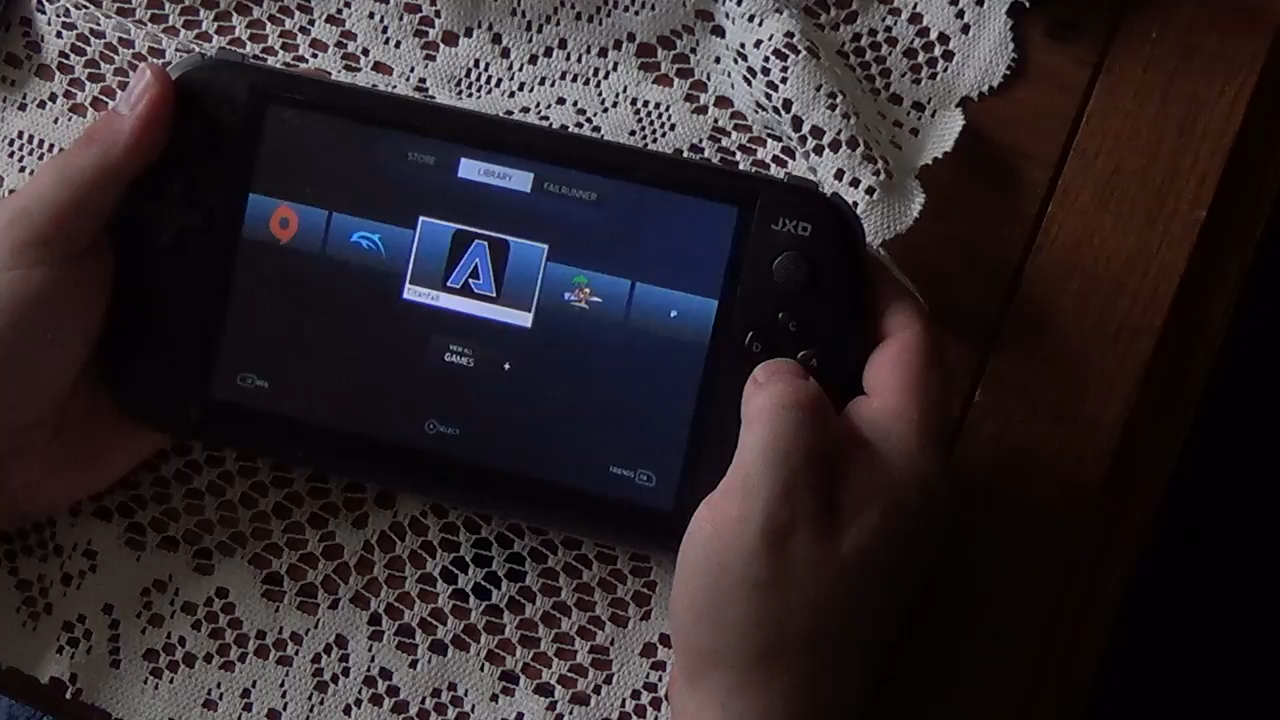 STORE
LIBRARY
FAILRUNNER
JXD
Titanfall
C
D
A
VIEW ALL
GAMES +
SELECT
FRIENDS